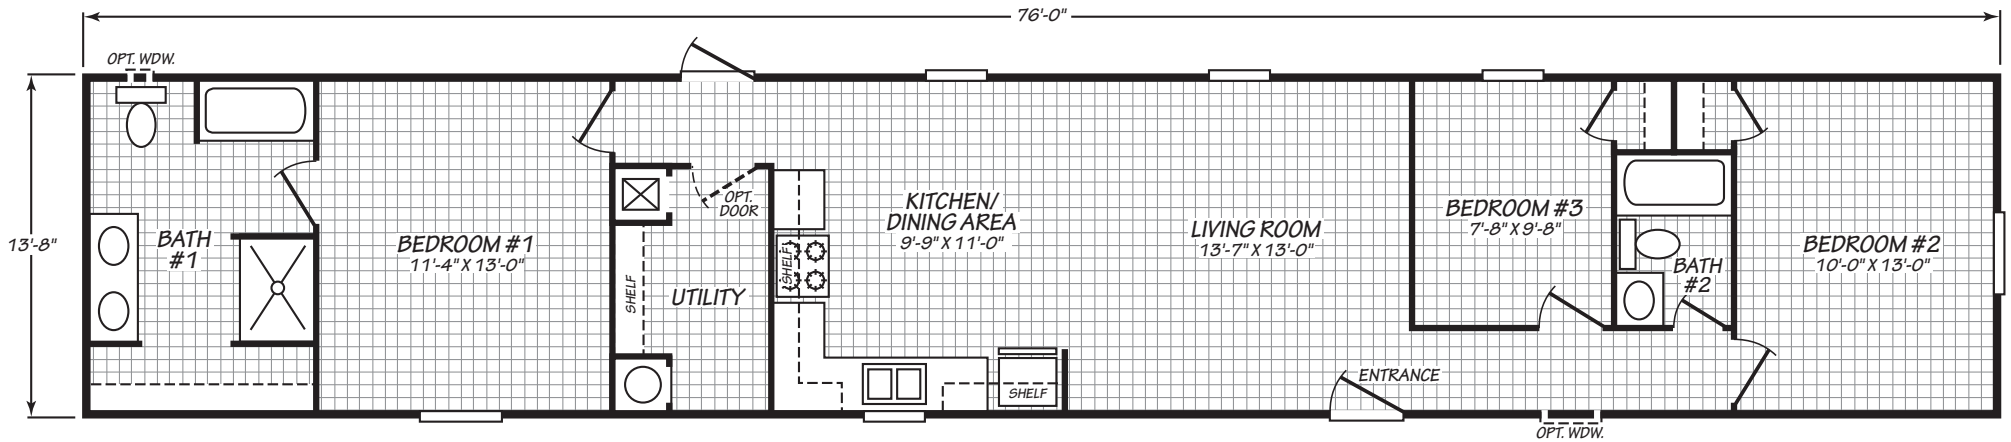 76'-0"
OPT. WDW.
13'-8"
BATH
#1
BEDROOM #1
11'-4" X 13'-0"
OPT.
DOOR
SHELF
UTILITY
SHELF
KITCHEN/
DINING AREA
9'-9" X 11'-0"
SHELF
LIVING ROOM
13'-7" X 13'-0"
ENTRANCE
BEDROOM #3
7'-8" X 9'-8"
BATH
#2
BEDROOM #2
10'-0" X 13'-0"
OPT. WDW.